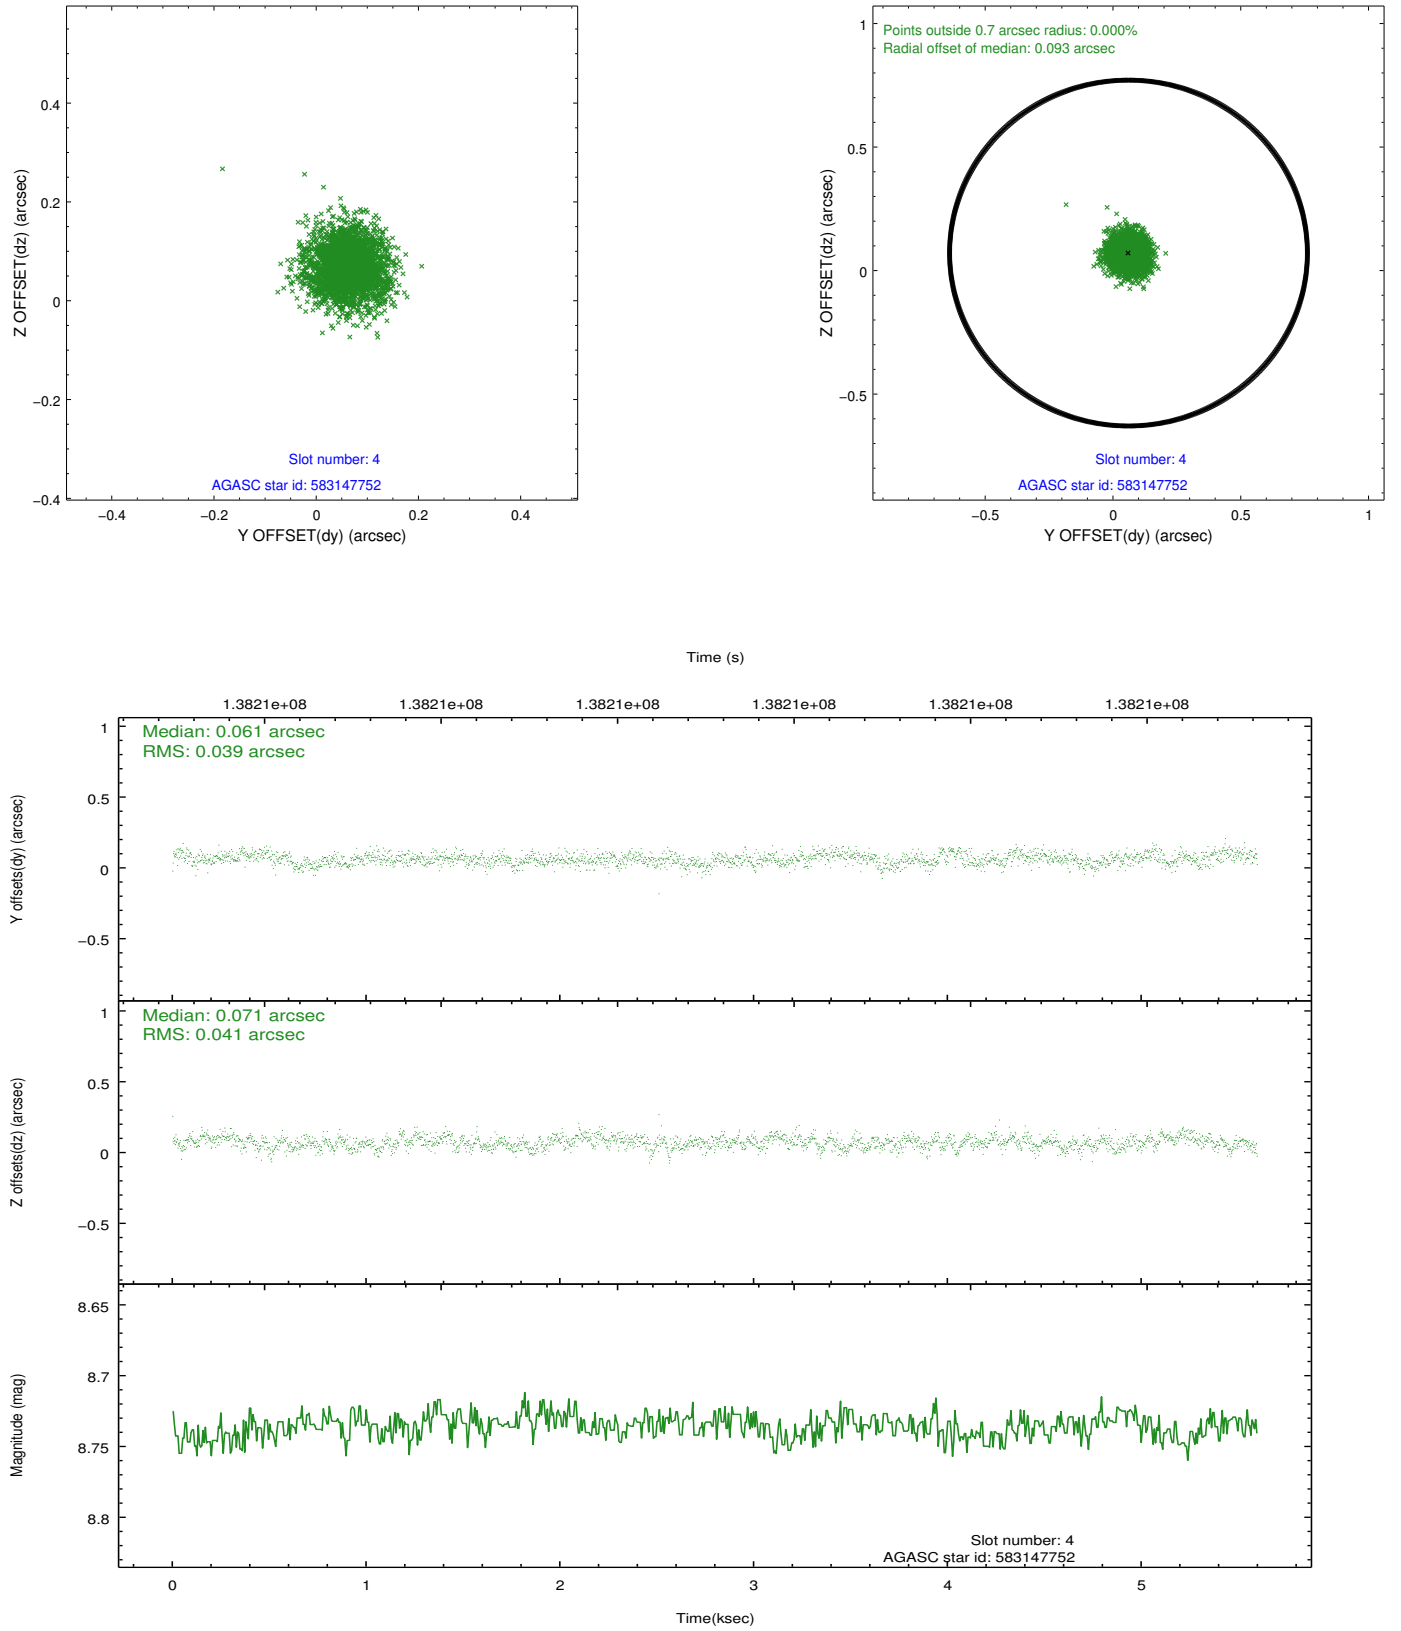 0.4
0.2
0
−0.2
−0.4
Z OFFSET(dz) (arcsec)
Slot number: 4
AGASC star id: 583147752
−0.4 −0.2 0 0.2 0.4
Y OFFSET(dy) (arcsec)
Points outside 0.7 arcsec radius: 0.000%
Radial offset of median: 0.093 arcsec
1
0.5
0
−0.5
Z OFFSET(dz) (arcsec)
Slot number: 4
AGASC star id: 583147752
−0.5 0 0.5 1
Y OFFSET(dy) (arcsec)
Time (s)
1.3821e+08 1.3821e+08 1.3821e+08 1.3821e+08 1.3821e+08 1.3821e+08
Median: 0.061 arcsec
RMS: 0.039 arcsec
1
0.5
0
−0.5
Y offsets(dy) (arcsec)
Median: 0.071 arcsec
RMS: 0.041 arcsec
1
0.5
0
−0.5
Z offsets(dz) (arcsec)
8.65
8.7
8.75
8.8
Magnitude (mag)
Slot number: 4
AGASC star id: 583147752
0 1 2 3 4 5
Time(ksec)